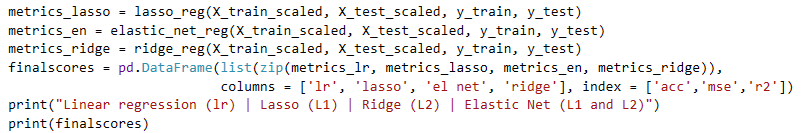 metrics_lasso = lasso_reg(X_train_scaled, X_test_scaled, y_train, y_test)
metrics_en = elastic_net_reg(X_train_scaled, X_test_scaled, y_train, y_test)
metrics_ridge = ridge_reg(X_train_scaled, X_test_scaled, y_train, y_test)
finalscores = pd.DataFrame(list(zip(metrics_lr, metrics_lasso, metrics_en, metrics_ridge)),
columns = ['lr', 'lasso', 'el net', 'ridge'], index = ['acc','mse','r2'])
print("Linear regression (lr) | Lasso (L1) | Ridge (L2) | Elastic Net (L1 and L2)")
print(finalscores)